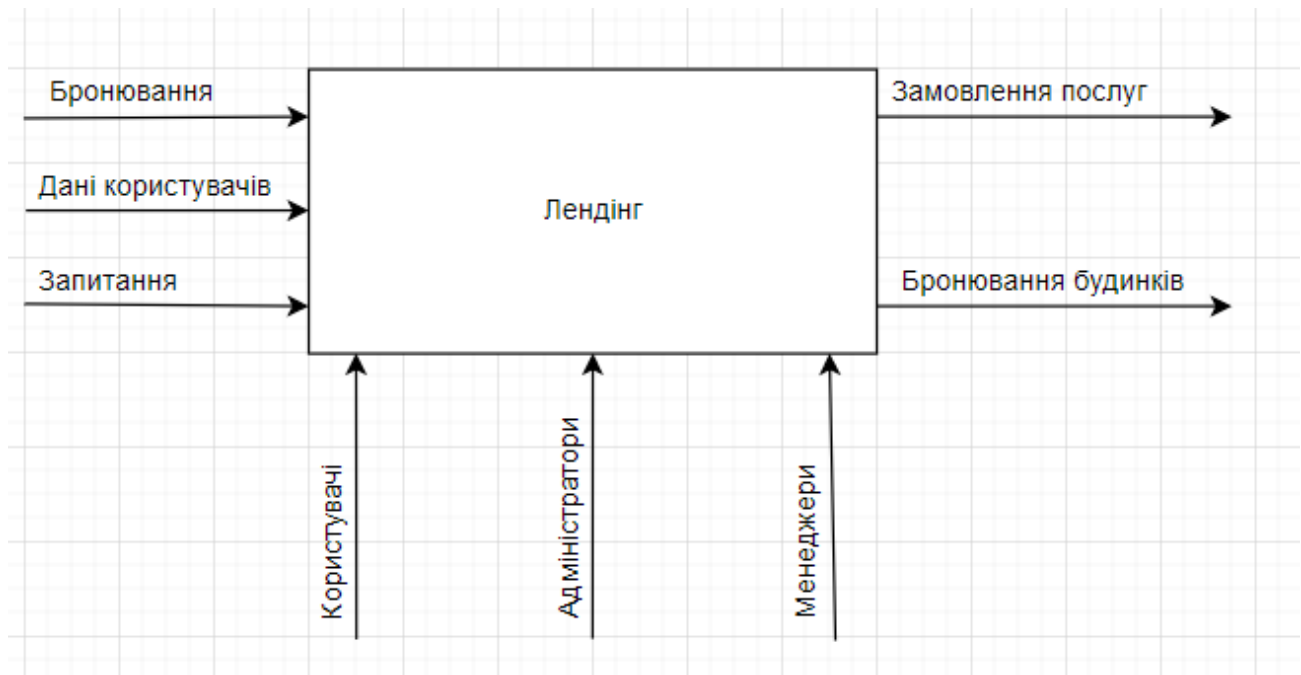 Бронювання
Замовлення послуг
Дані користувачів
Лендінг
Запитання
Бронювання будинків
Користувачі
Адміністратори
Менеджери